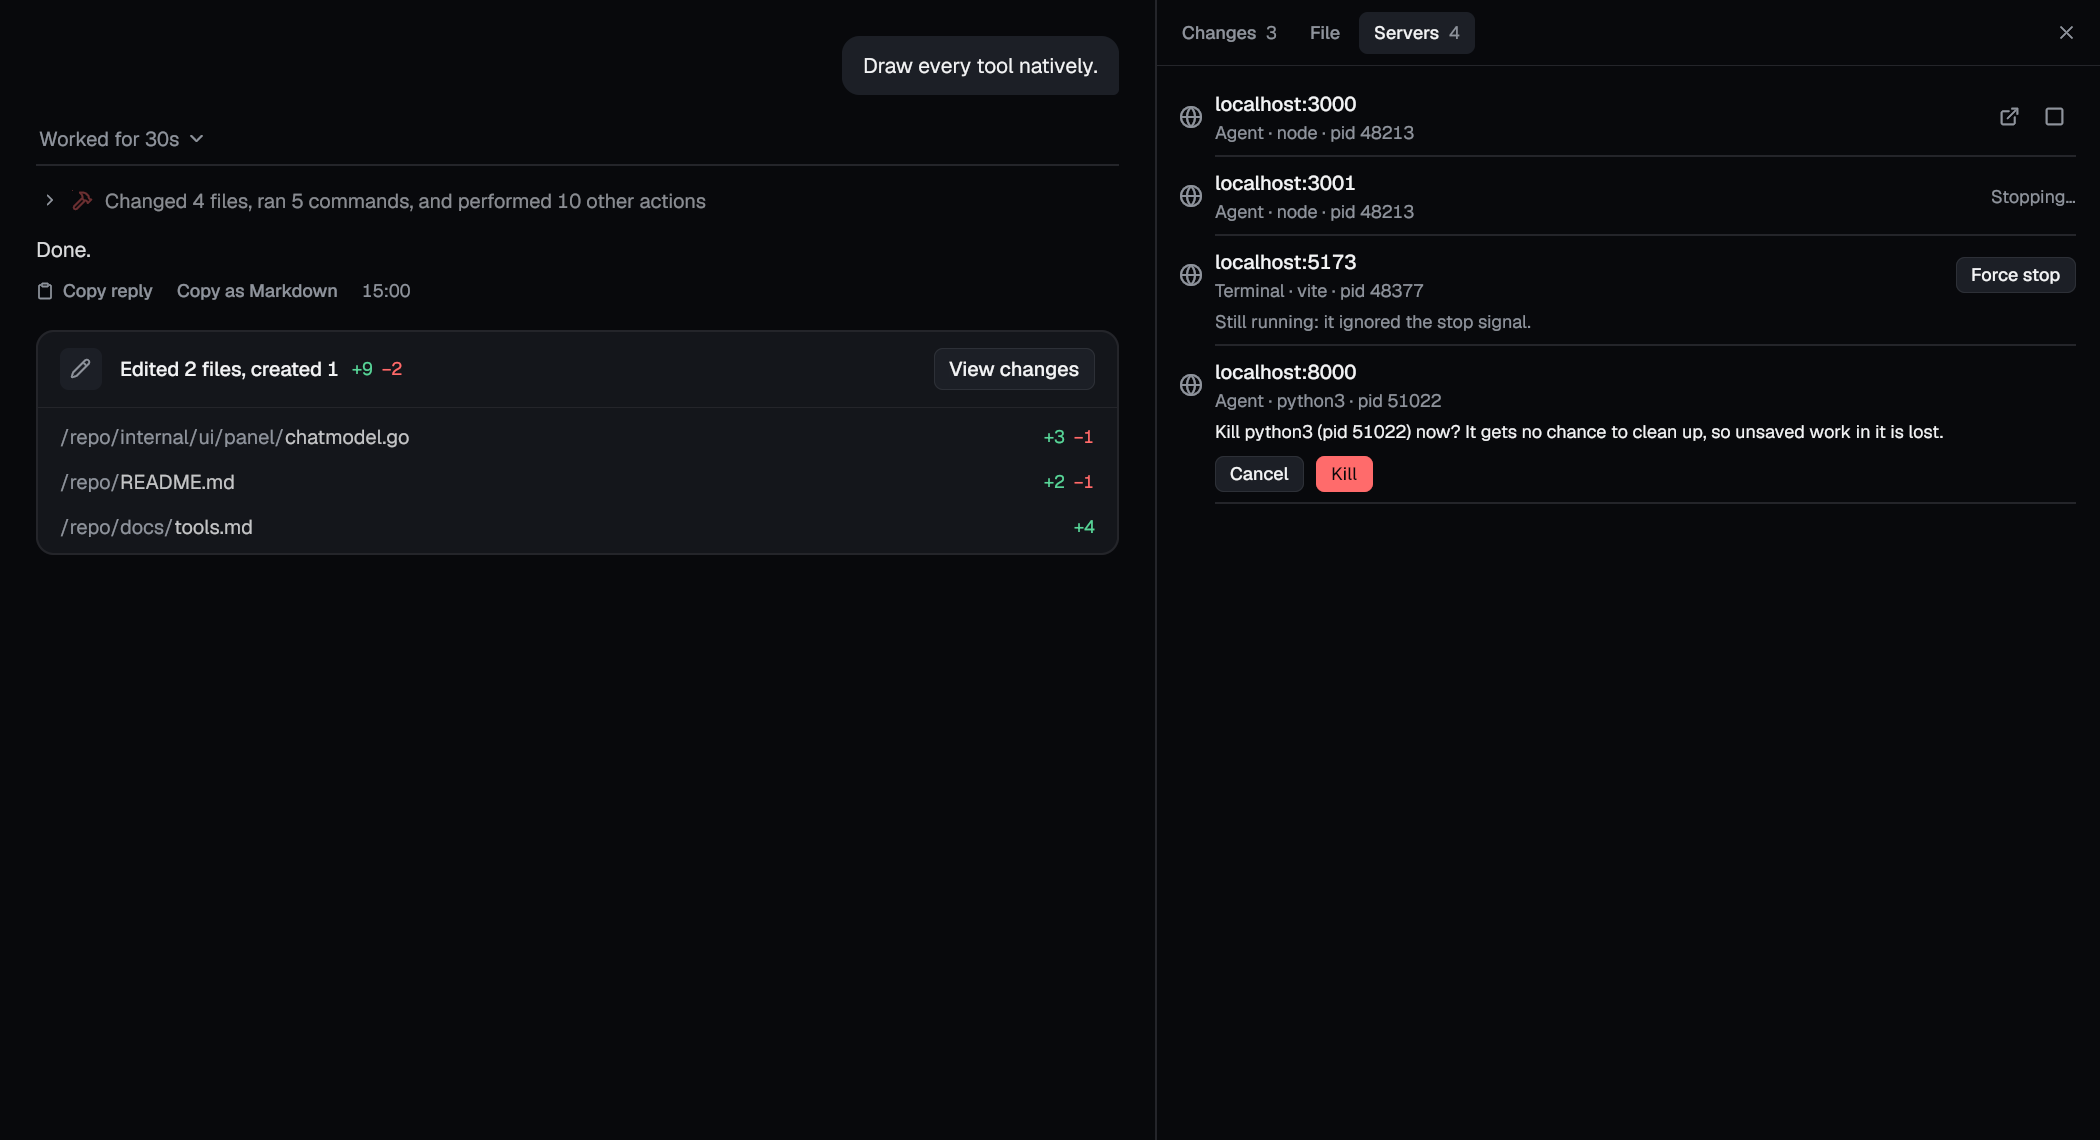 Draw every tool natively.
Worked for 30s
Changed 4 files, ran 5 commands, and performed 10 other actions
Done.
Copy reply Copy as Markdown 15:00
Edited 2 files, created 1 +9 −2 View changes
/repo/internal/ui/panel/chatmodel.go +3 −1
/repo/README.md +2 −1
/repo/docs/tools.md +4
Changes 3 File Servers 4
localhost:3000
Agent · node · pid 48213
localhost:3001
Agent · node · pid 48213
Stopping…
localhost:5173
Terminal · vite · pid 48377
Force stop
Still running: it ignored the stop signal.
localhost:8000
Agent · python3 · pid 51022
Kill python3 (pid 51022) now? It gets no chance to clean up, so unsaved work in it is lost.
Cancel Kill